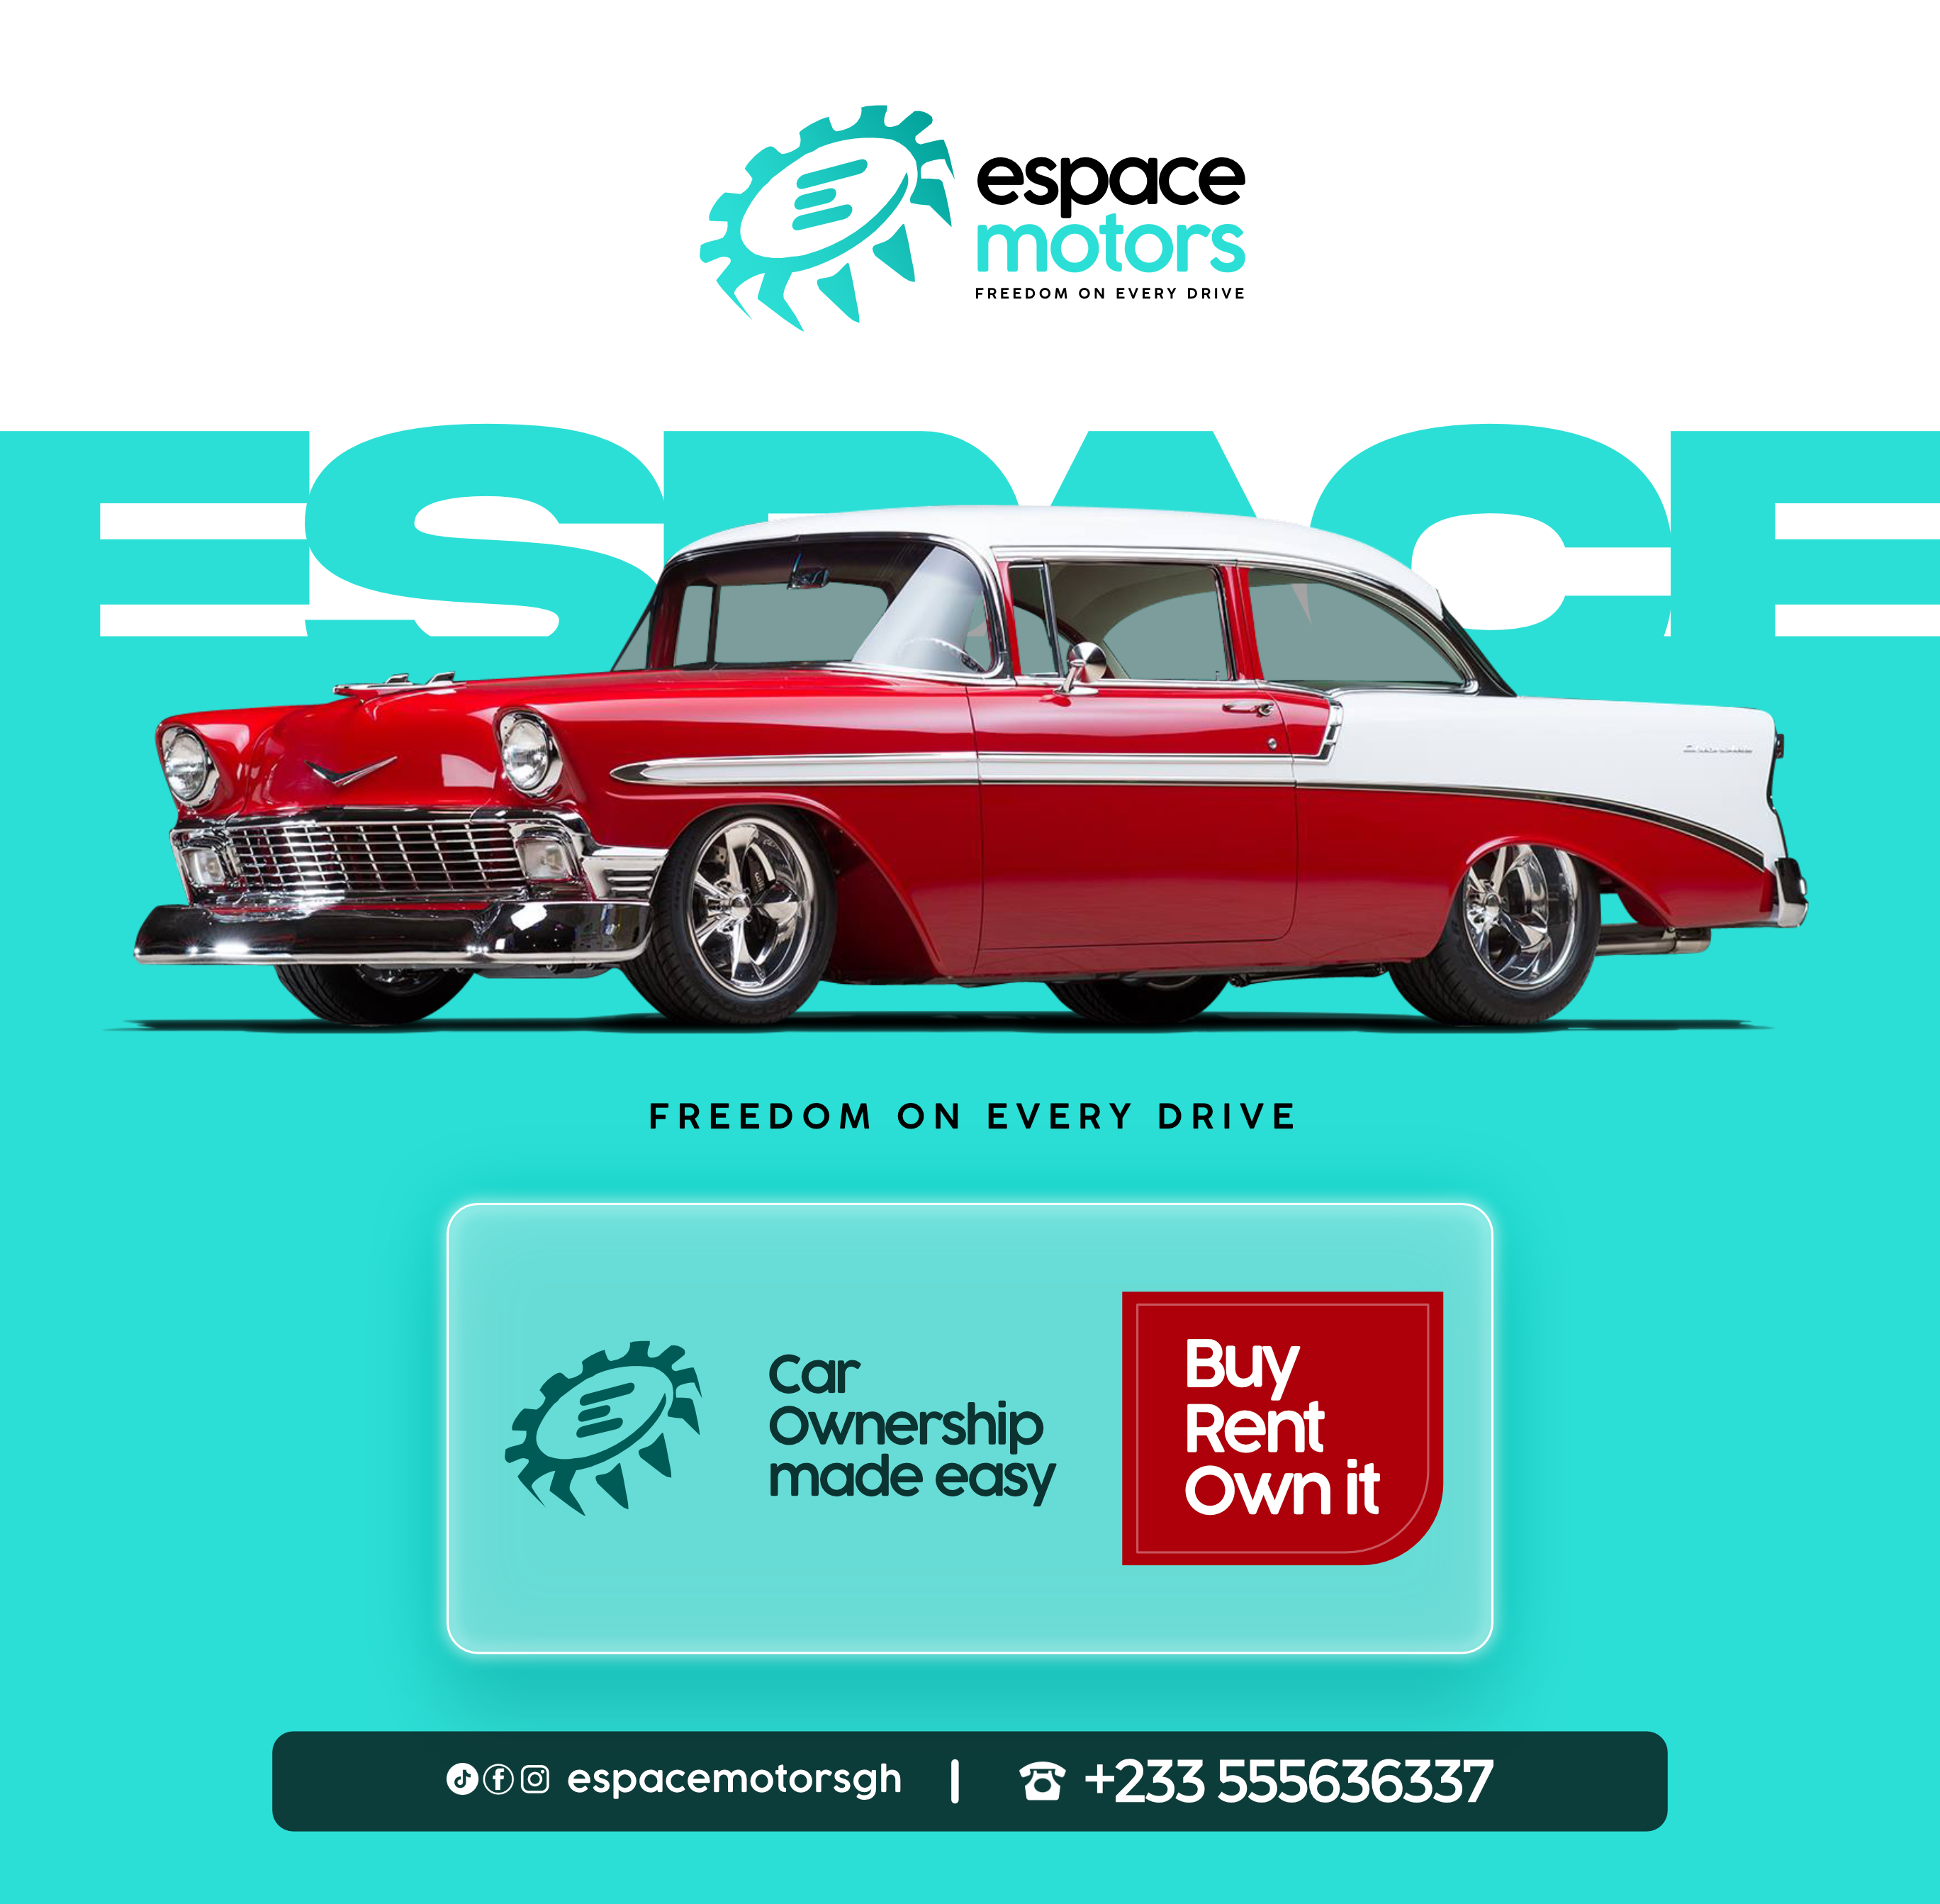 espace
motors
FREEDOM ON EVERY DRIVE
ESPACE
FREEDOM ON EVERY DRIVE
Car
Ownership
made easy
Buy
Rent
Own it
espacemotorsgh | +233 555636337